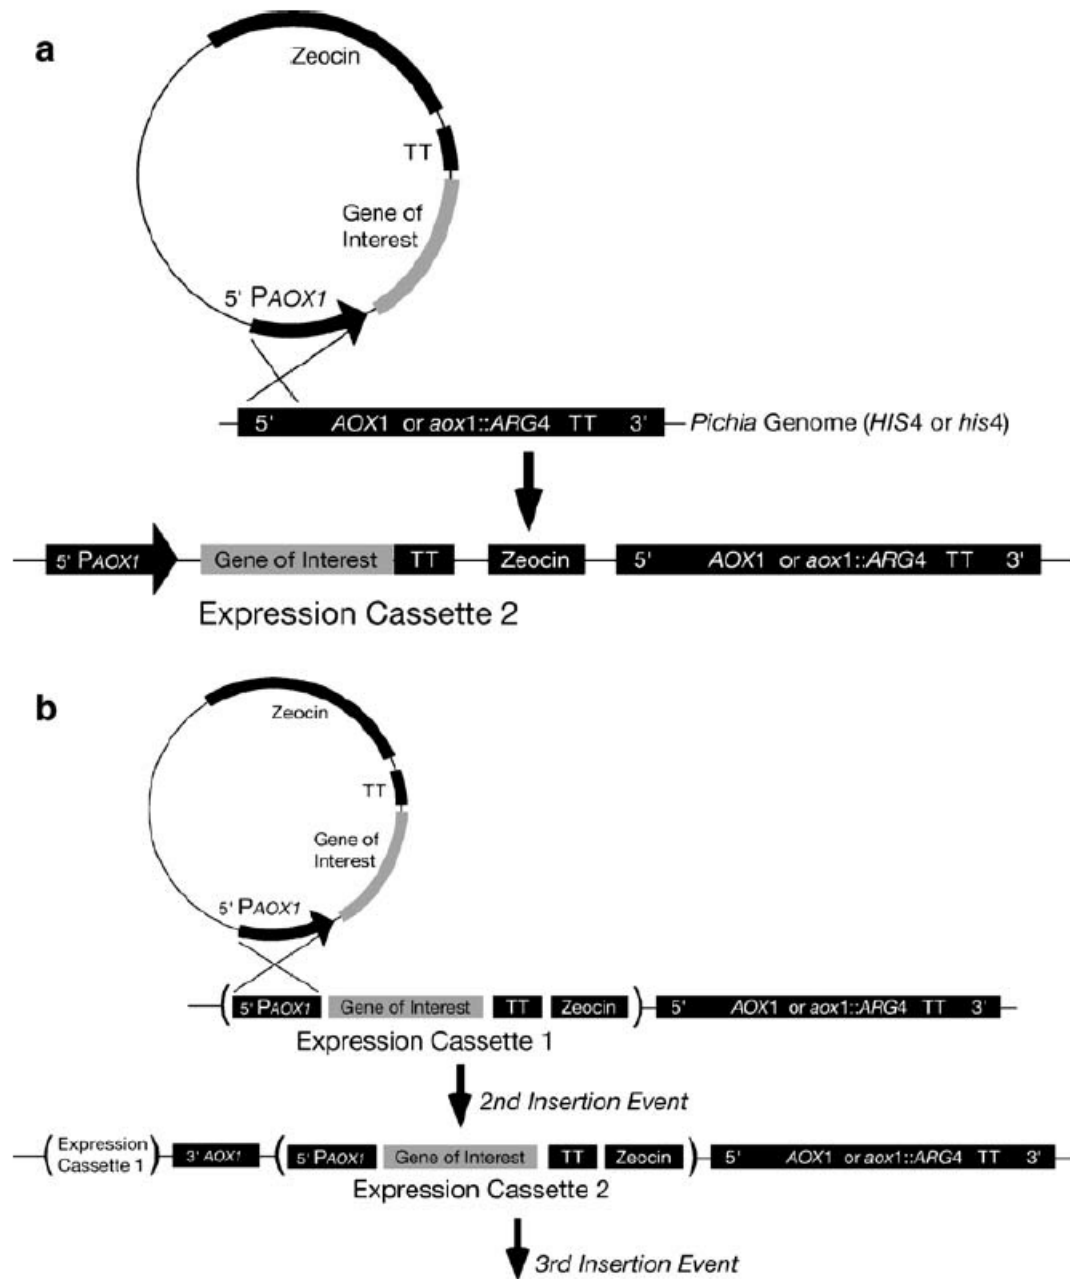 a
Zeocin
TT
Gene of
Interest
5' PAOX1
5' AOX1 or aox1::ARG4 TT 3' Pichia Genome (HIS4 or his4)
5' PAOX1 Gene of Interest TT Zeocin 5' AOX1 or aox1::ARG4 TT 3'
Expression Cassette 2
b
Zeocin
TT
Gene of
Interest
5' PAOX1
( 5' PAOX1 Gene of Interest TT Zeocin ) 5' AOX1 or aox1::ARG4 TT 3'
Expression Cassette 1
2nd Insertion Event
(Expression
Cassette 1) 3' AOX1 ( 5' PAOX1 Gene of Interest TT Zeocin ) 5' AOX1 or aox1::ARG4 TT 3'
Expression Cassette 2
3rd Insertion Event